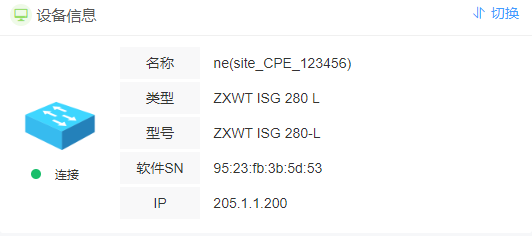 设备信息 切换
名称 ne(site_CPE_123456)
类型 ZXWT ISG 280 L
型号 ZXWT ISG 280-L
软件SN 95:23:fb:3b:5d:53
连接
IP 205.1.1.200